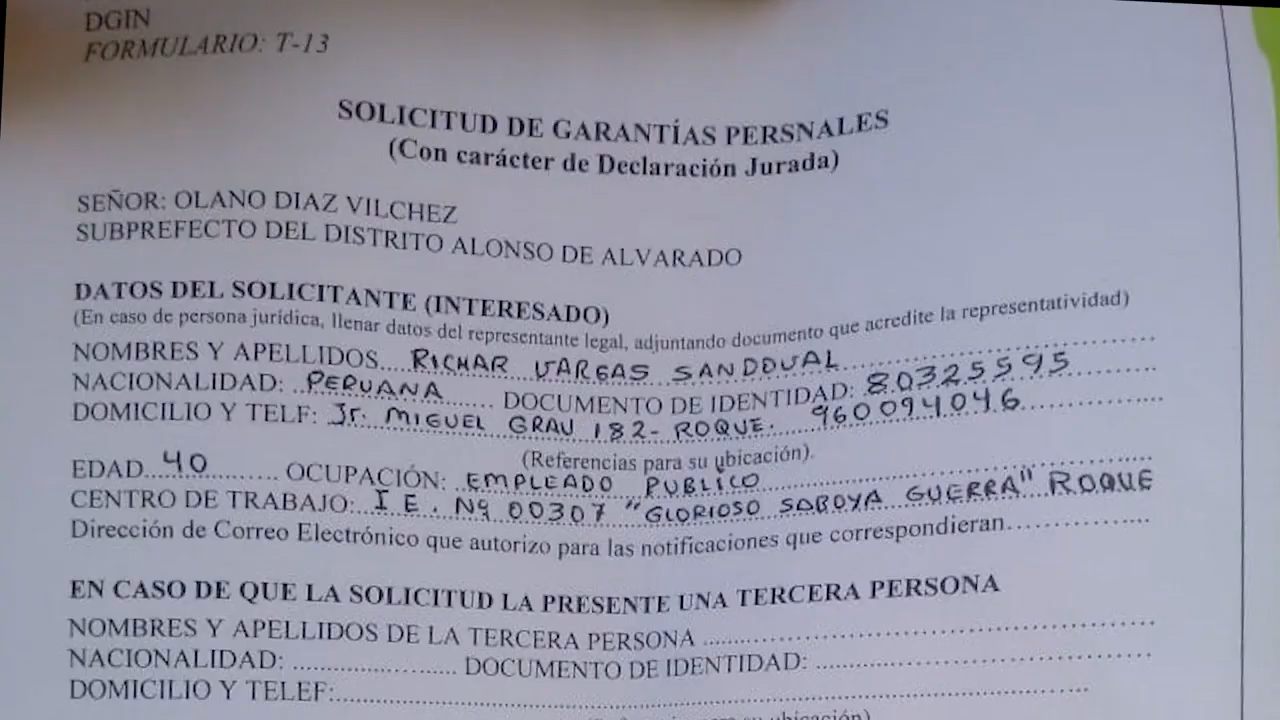 DGIN
FORMULARIO: T-13
SOLICITUD DE GARANTÍAS PERSNALES
(Con carácter de Declaración Jurada)
SEÑOR: OLANO DIAZ VILCHEZ
SUBPREFECTO DEL DISTRITO ALONSO DE ALVARADO
DATOS DEL SOLICITANTE (INTERESADO)
(En caso de persona jurídica, llenar datos del representante legal, adjuntando documento que acredite la representatividad)
NOMBRES Y APELLIDOS... RICHAR VARGAS SANDOVAL
NACIONALIDAD: PERUANA DOCUMENTO DE IDENTIDAD: 80325595
DOMICILIO Y TELF: Jr. MIGUEL GRAU 182- ROQUE. 960094046
(Referencias para su ubicación).
EDAD 40 OCUPACIÓN: EMPLEADO PUBLICO
CENTRO DE TRABAJO: I E. Nº 00307 "GLORIOSO SABOYA GUERRA" ROQUE
Dirección de Correo Electrónico que autorizo para las notificaciones que correspondieran...............
EN CASO DE QUE LA SOLICITUD LA PRESENTE UNA TERCERA PERSONA
NOMBRES Y APELLIDOS DE LA TERCERA PERSONA ...............
NACIONALIDAD: ............... DOCUMENTO DE IDENTIDAD: ...............
DOMICILIO Y TELEF:...............
ubicación)